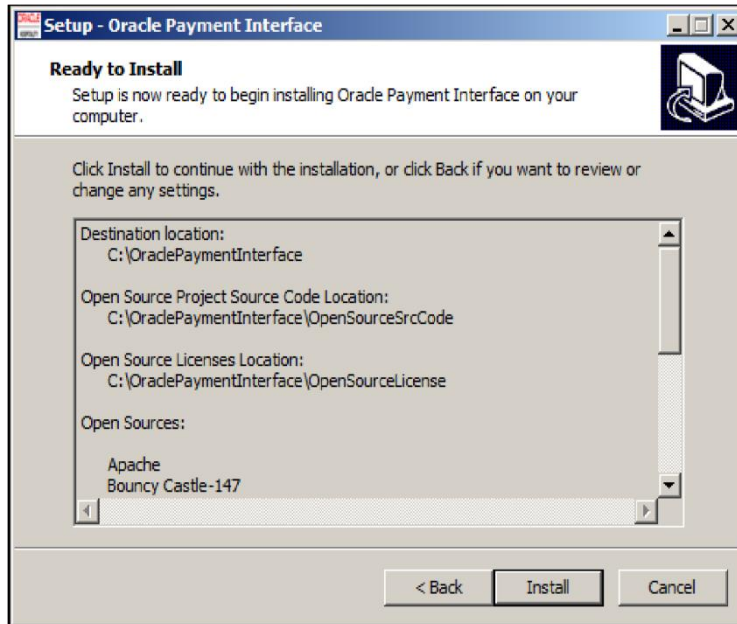 Setup - Oracle Payment Interface
Ready to Install
Setup is now ready to begin installing Oracle Payment Interface on your
computer.
Click Install to continue with the installation, or click Back if you want to review or
change any settings.
Destination location:
C:\OraclePaymentInterface
Open Source Project Source Code Location:
C:\OraclePaymentInterface\OpenSourceSrcCode
Open Source Licenses Location:
C:\OraclePaymentInterface\OpenSourceLicense
Open Sources:
Apache
Bouncy Castle-147
< Back
Install
Cancel